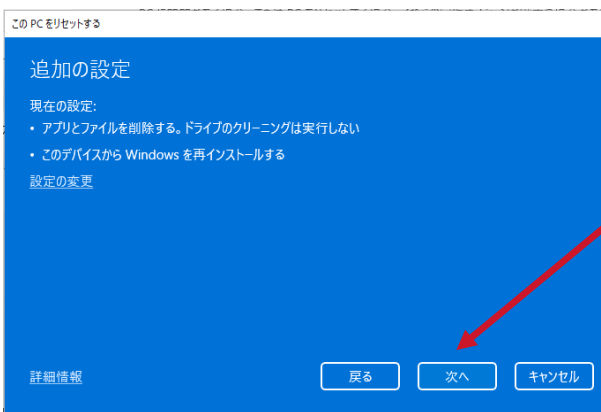 この PC をリセットする
追加の設定
現在の設定:
• アプリとファイルを削除する。ドライブのクリーニングは実行しない
• このデバイスから Windows を再インストールする
設定の変更
詳細情報
戻る
次へ
キャンセル